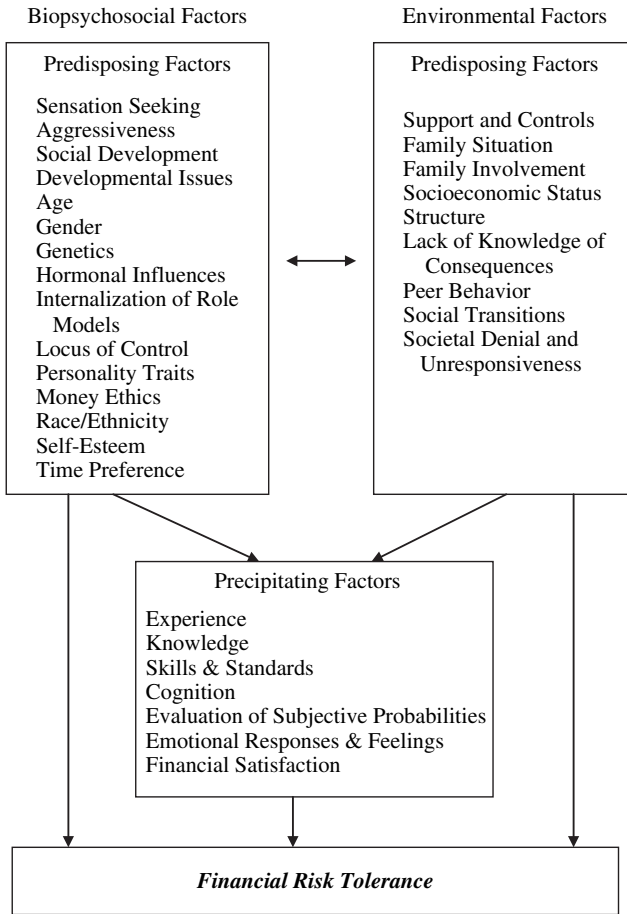 Biopsychosocial Factors
Predisposing Factors
Sensation Seeking
Aggressiveness
Social Development
Developmental Issues
Age
Gender
Genetics
Hormonal Influences
Internalization of Role
Models
Locus of Control
Personality Traits
Money Ethics
Race/Ethnicity
Self-Esteem
Time Preference
Environmental Factors
Predisposing Factors
Support and Controls
Family Situation
Family Involvement
Socioeconomic Status
Structure
Lack of Knowledge of
Consequences
Peer Behavior
Social Transitions
Societal Denial and
Unresponsiveness
Precipitating Factors
Experience
Knowledge
Skills & Standards
Cognition
Evaluation of Subjective Probabilities
Emotional Responses & Feelings
Financial Satisfaction
Financial Risk Tolerance